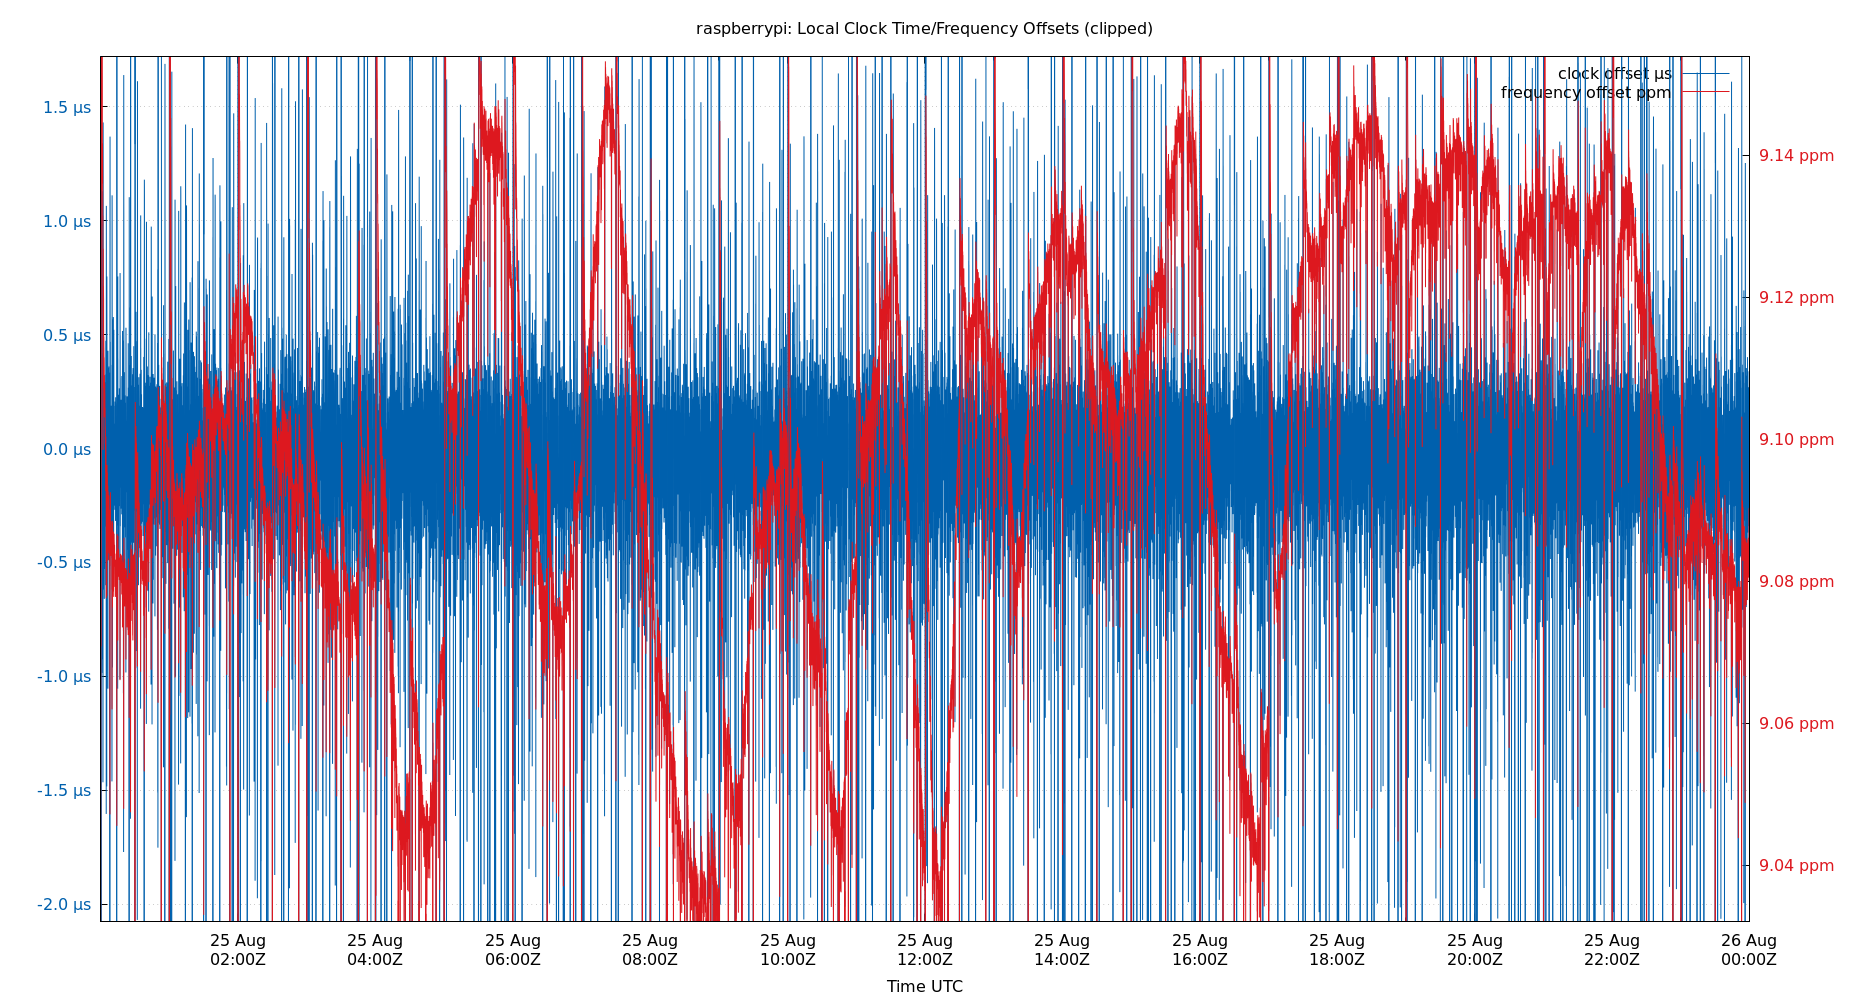 raspberrypi: Local Clock Time/Frequency Offsets (clipped)
clock offset µs
frequency offset ppm
1.5 µs
1.0 µs
0.5 µs
0.0 µs
-0.5 µs
-1.0 µs
-1.5 µs
-2.0 µs
9.14 ppm
9.12 ppm
9.10 ppm
9.08 ppm
9.06 ppm
9.04 ppm
25 Aug 25 Aug 25 Aug 25 Aug 25 Aug 25 Aug 25 Aug 25 Aug 25 Aug 25 Aug 25 Aug 26 Aug
02:00Z 04:00Z 06:00Z 08:00Z 10:00Z 12:00Z 14:00Z 16:00Z 18:00Z 20:00Z 22:00Z 00:00Z
Time UTC